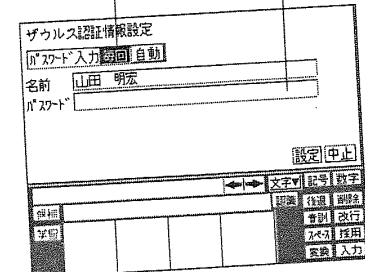 ザウルス認証情報設定
パスワード入力 毎回 自動
名前 山田 明宏
パスワード
設定 中止
文字▼ 記号 数字
認識 後退 削除
候補 音訓 改行
学習 スペース 採用
変換 入力